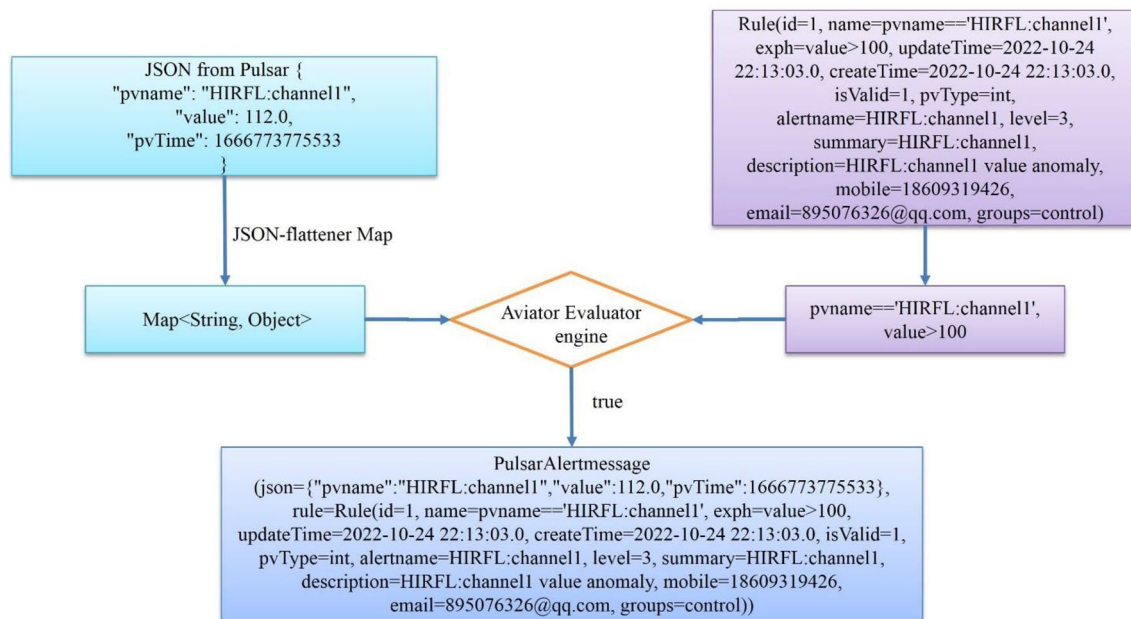 JSON from Pulsar {
"pvname": "HIRFL:channel1",
"value": 112.0,
"pvTime": 1666773775533
}
Rule(id=1, name=pvname=='HIRFL:channel1',
exph=value>100, updateTime=2022-10-24
22:13:03.0, createTime=2022-10-24 22:13:03.0,
isValid=1, pvType=int,
alertname=HIRFL:channel1, level=3,
summary=HIRFL:channel1,
description=HIRFL:channel1 value anomaly,
mobile=18609319426,
email=895076326@qq.com, groups=control)
JSON-flattener Map
Map<String, Object>
Aviator Evaluator
engine
pvname=='HIRFL:channel1',
value>100
true
PulsarAlertmessage
(json={"pvname":"HIRFL:channel1","value":112.0,"pvTime":1666773775533},
rule=Rule(id=1, name=pvname=='HIRFL:channel1', exph=value>100,
updateTime=2022-10-24 22:13:03.0, createTime=2022-10-24 22:13:03.0, isValid=1,
pvType=int, alertname=HIRFL:channel1, level=3, summary=HIRFL:channel1,
description=HIRFL:channel1 value anomaly, mobile=18609319426,
email=895076326@qq.com, groups=control))